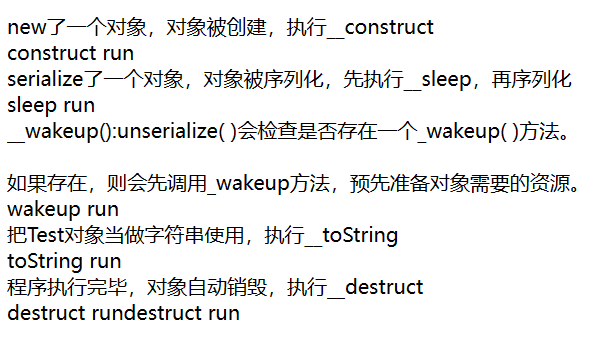 new了一个对象，对象被创建，执行__construct
construct run
serialize了一个对象，对象被序列化，先执行__sleep，再序列化
sleep run
__wakeup():unserialize( )会检查是否存在一个_wakeup( )方法。
如果存在，则会先调用_wakeup方法，预先准备对象需要的资源。
wakeup run
把Test对象当做字符串使用，执行__toString
toString run
程序执行完毕，对象自动销毁，执行__destruct
destruct rundestruct run